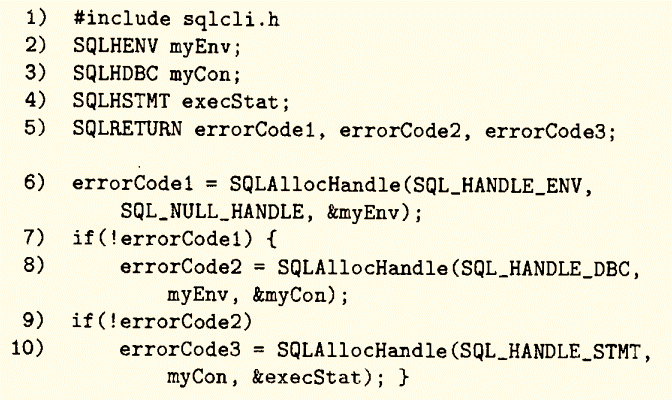 1) #include sqlcli.h
2) SQLHENV myEnv;
3) SQLHDBC myCon;
4) SQLHSTMT execStat;
5) SQLRETURN errorCode1, errorCode2, errorCode3;
6) errorCode1 = SQLAllocHandle(SQL_HANDLE_ENV,
SQL_NULL_HANDLE, &myEnv);
7) if(!errorCode1) {
8) errorCode2 = SQLAllocHandle(SQL_HANDLE_DBC,
myEnv, &myCon);
9) if(!errorCode2)
10) errorCode3 = SQLAllocHandle(SQL_HANDLE_STMT,
myCon, &execStat); }